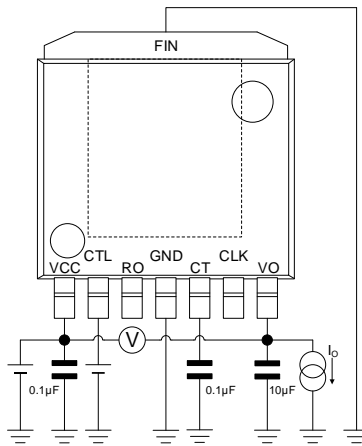 FIN
VCC CTL RO GND CT CLK VO
V
0.1µF 0.1µF 10µF IO